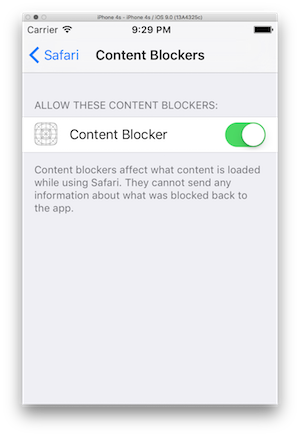 iPhone 4s – iPhone 4s / iOS 9.0 (13A4325c)
Carrier 9:29 PM
Safari Content Blockers
ALLOW THESE CONTENT BLOCKERS:
Content Blocker
Content blockers affect what content is loaded
while using Safari. They cannot send any
information about what was blocked back to
the app.